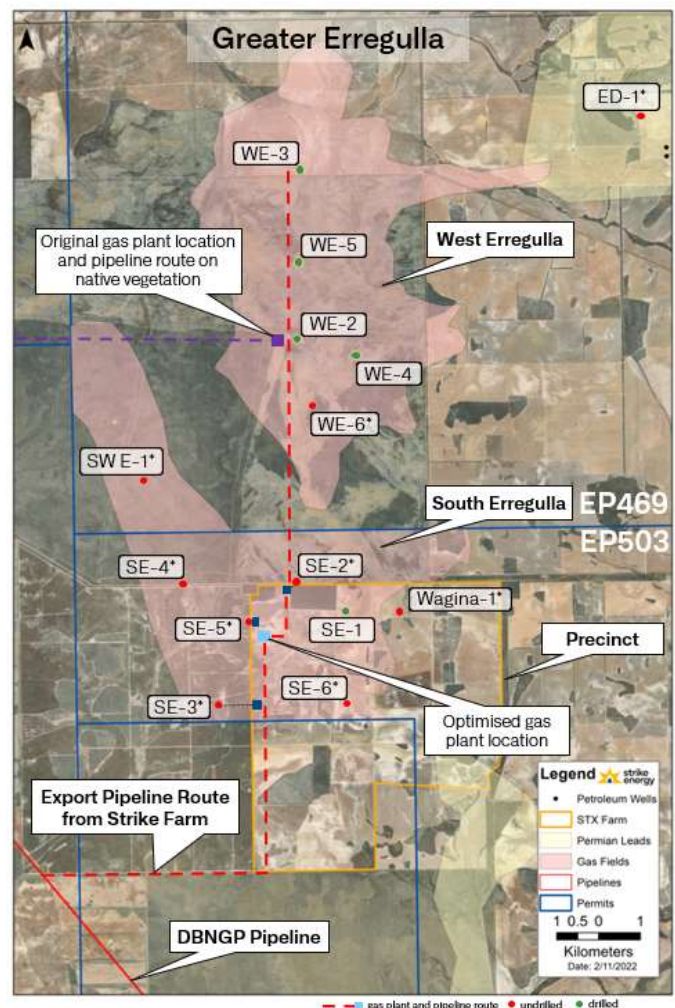 Greater Erregulla
ED-1*
WE-3
Original gas plant location
and pipeline route on
native vegetation
WE-5
West Erregulla
WE-2
WE-4
WE-6*
SW E-1*
South Erregulla
EP469
EP503
SE-4*
SE-2*
Wagina-1*
SE-5*
SE-1
Precinct
SE-3*
SE-6*
Optimised gas
plant location
Export Pipeline Route
from Strike Farm
DBNGP Pipeline
Legend
strike
energy
Petroleum Wells
STX Farm
Permian Leads
Gas Fields
Pipelines
Permits
1 0.5 0 1
Kilometers
Date: 2/11/2022
gas plant and pipeline route undrilled drilled